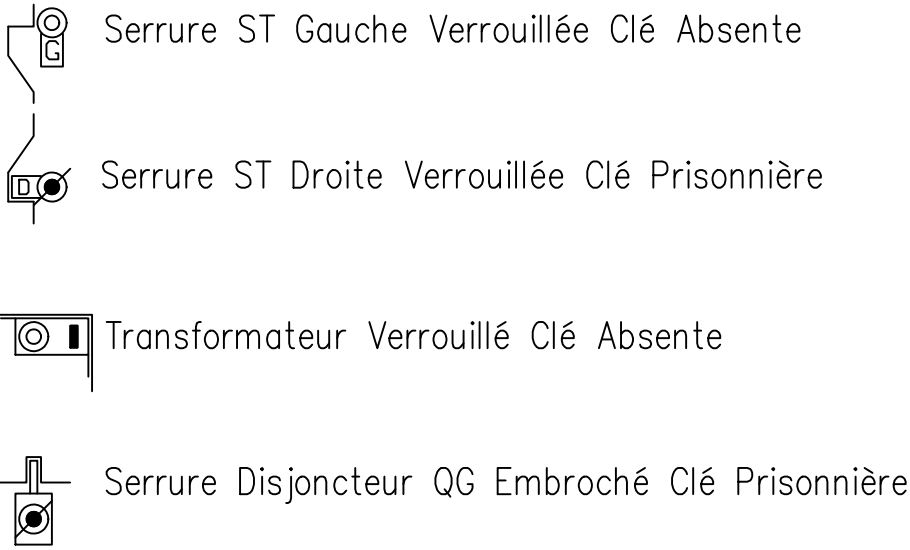 Serrure ST Gauche Verrouillée Clé Absente
G
Serrure ST Droite Verrouillée Clé Prisonnière
D
Transformateur Verrouillé Clé Absente
Serrure Disjoncteur QG Embroché Clé Prisonnière